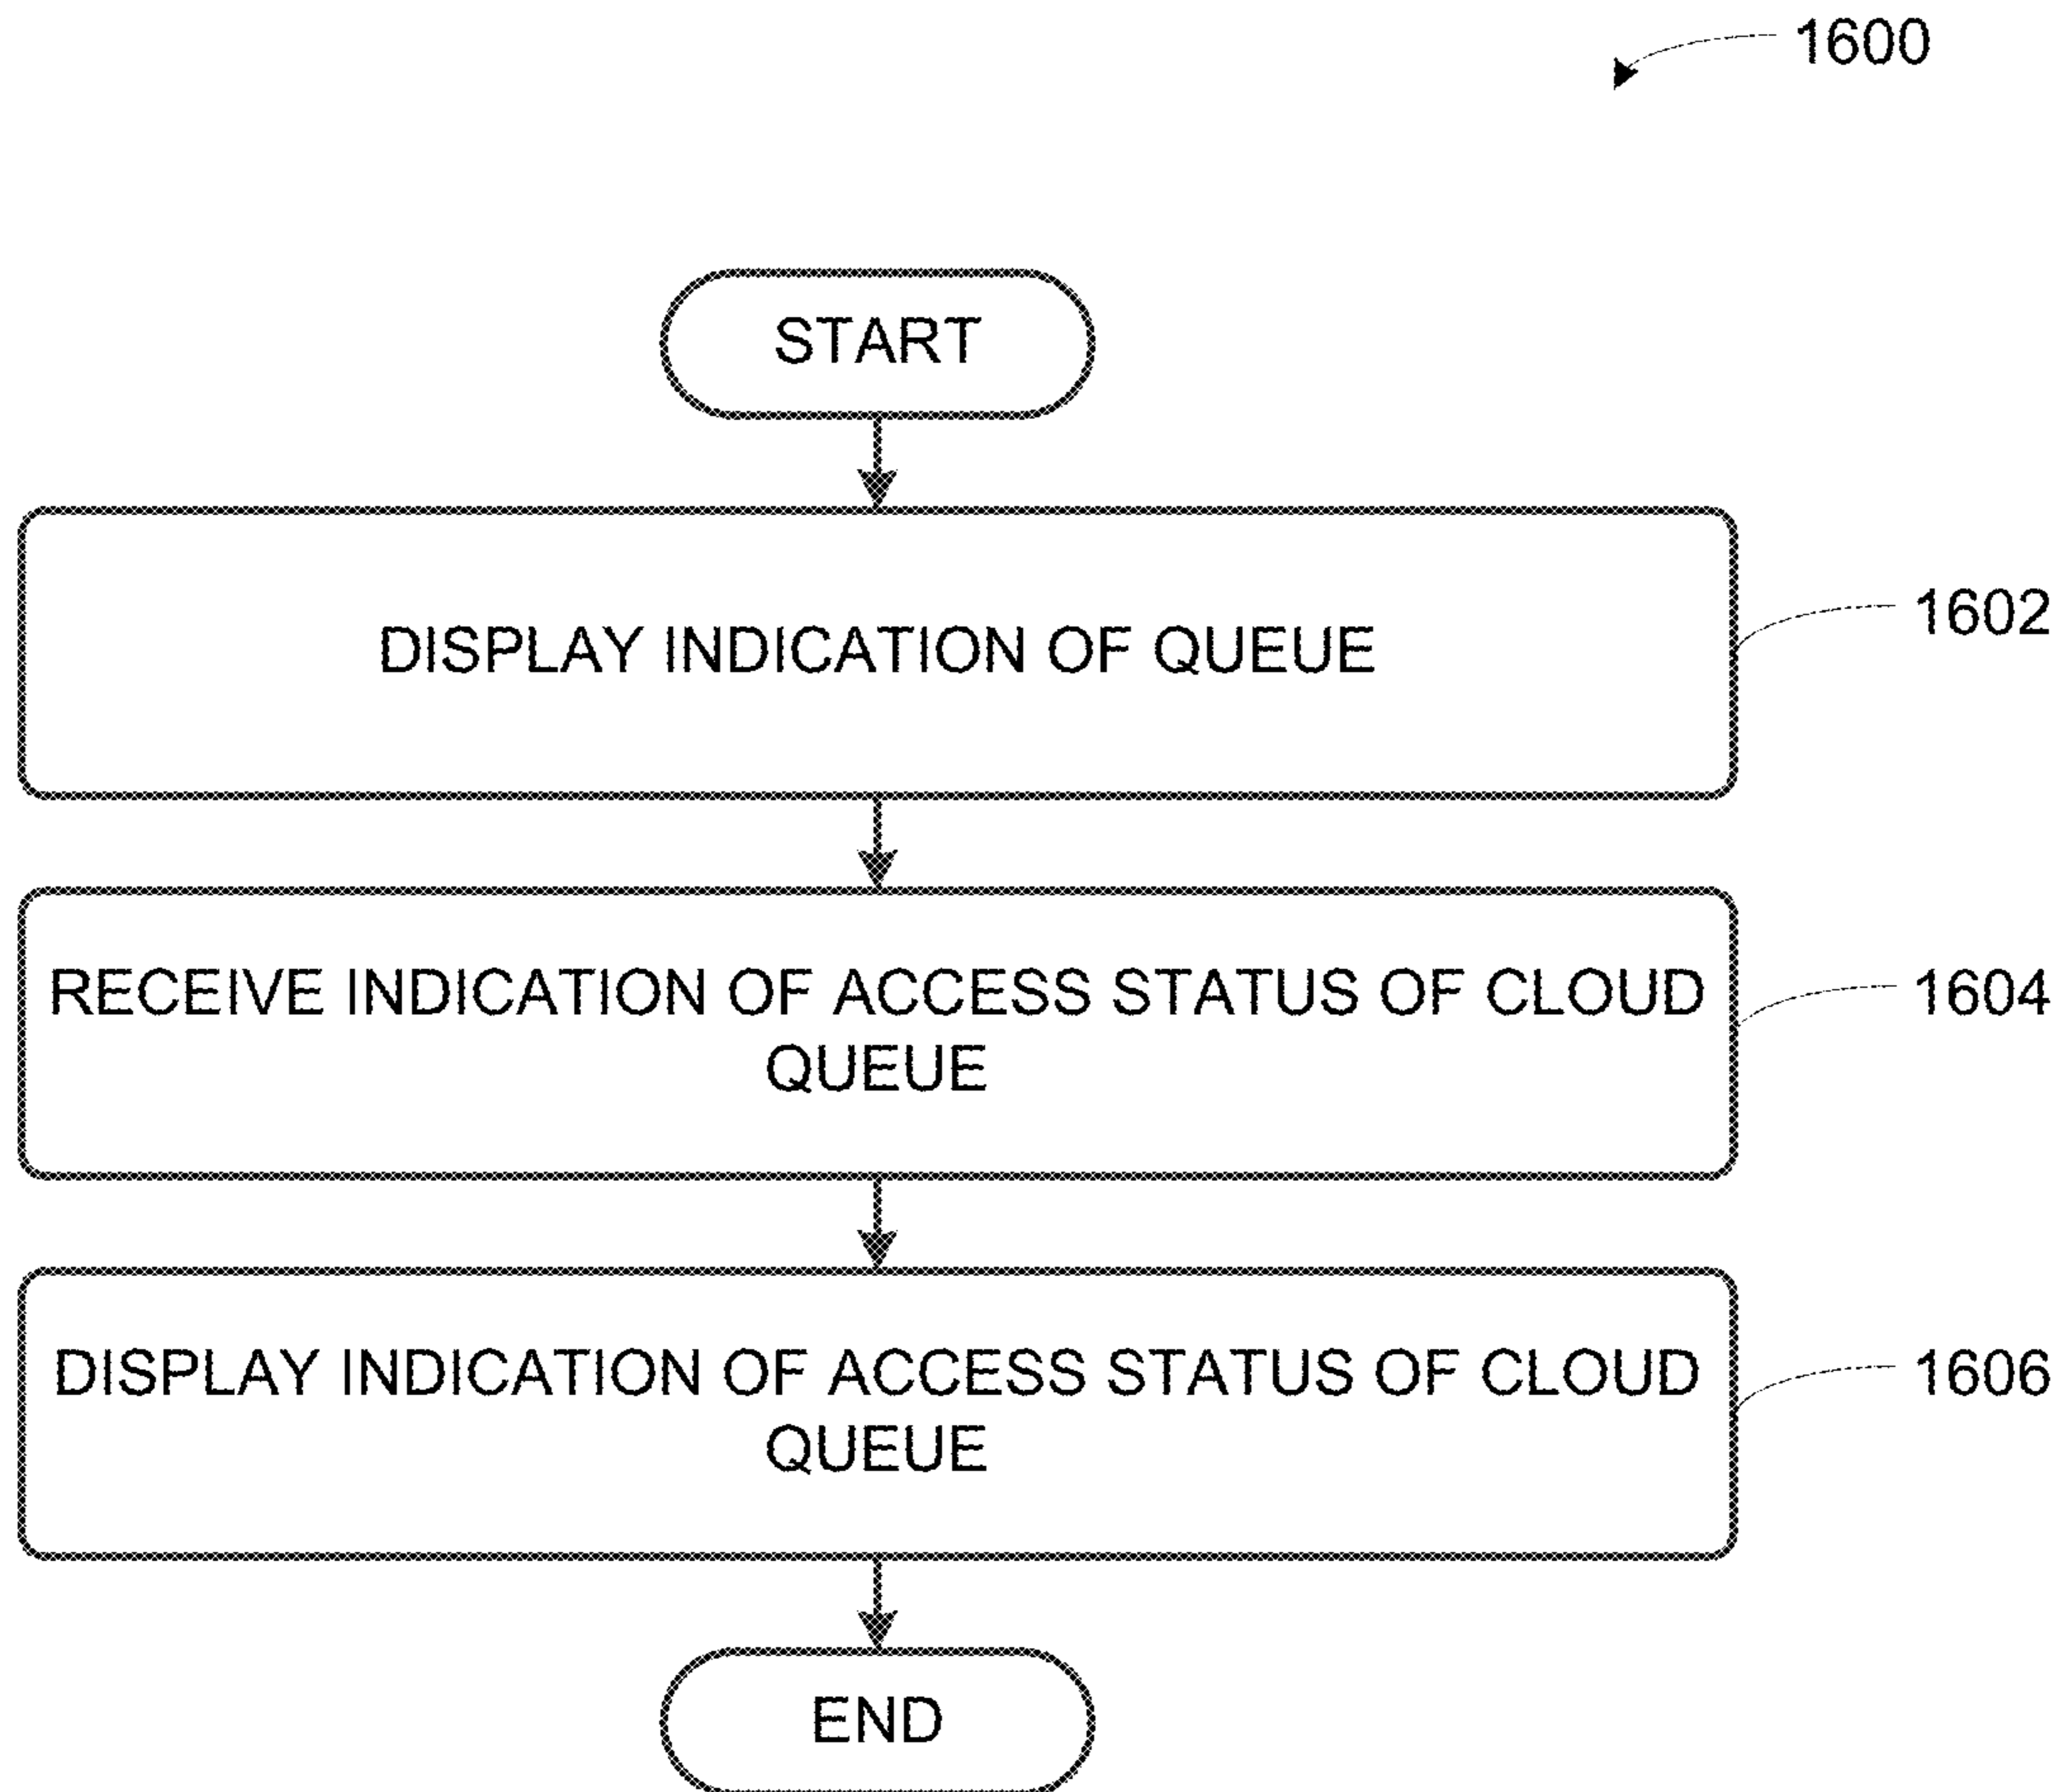 1600
START
DISPLAY INDICATION OF QUEUE
1602
RECEIVE INDICATION OF ACCESS STATUS OF CLOUD
QUEUE
1604
DISPLAY INDICATION OF ACCESS STATUS OF CLOUD
QUEUE
1606
END